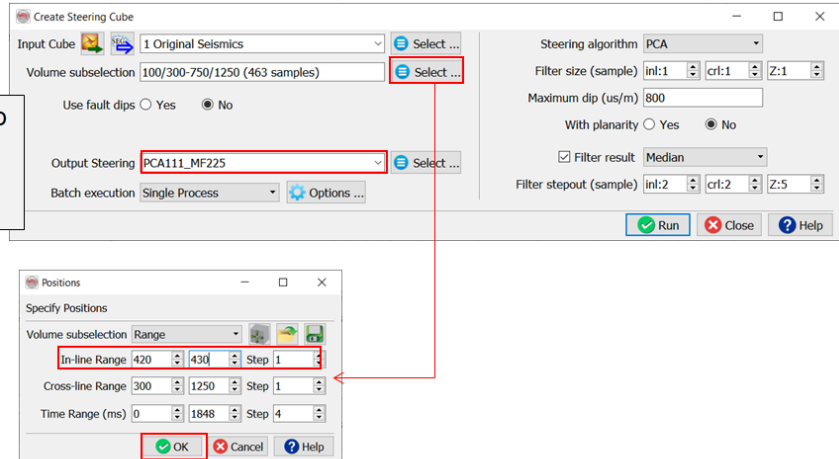 Create Steering Cube
Input Cube 1 Original Seismics Select ...
Volume subselection 100/300-750/1250 (463 samples) Select ...
Use fault dips Yes No
Output Steering PCA111_MF225 Select ...
Batch execution Single Process Options ...
Steering algorithm PCA
Filter size (sample) inl:1 crl:1 Z:1
Maximum dip (us/m) 800
With planarity Yes No
Filter result Median
Filter stepout (sample) inl:2 crl:2 Z:5
Run Close Help
Positions
Specify Positions
Volume subselection Range
In-line Range 420 430 Step 1
Cross-line Range 300 1250 Step 1
Time Range (ms) 0 1848 Step 4
OK Cancel Help